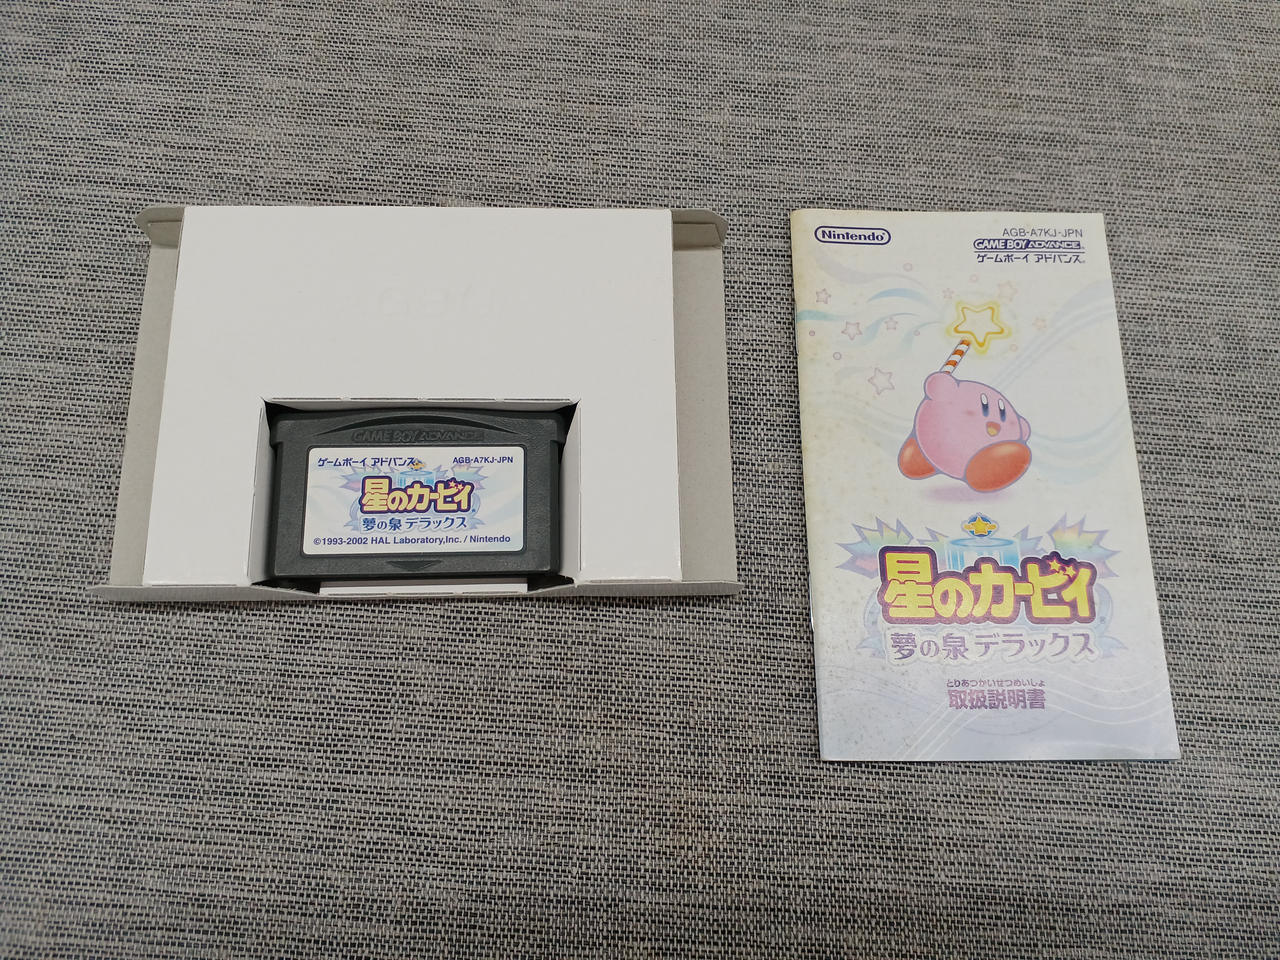 GAME BOY ADVANCE
ゲームボーイ アドバンス
AGB-A7KJ-JPN
星のカービィ
夢の泉 デラックス
©1993-2002 HAL Laboratory,Inc. / Nintendo
Nintendo
AGB-A7KJ-JPN
GAME BOY ADVANCE
ゲームボーイ アドバンス
星のカービィ
夢の泉 デラックス
とりあつかいせつめいしょ
取扱説明書